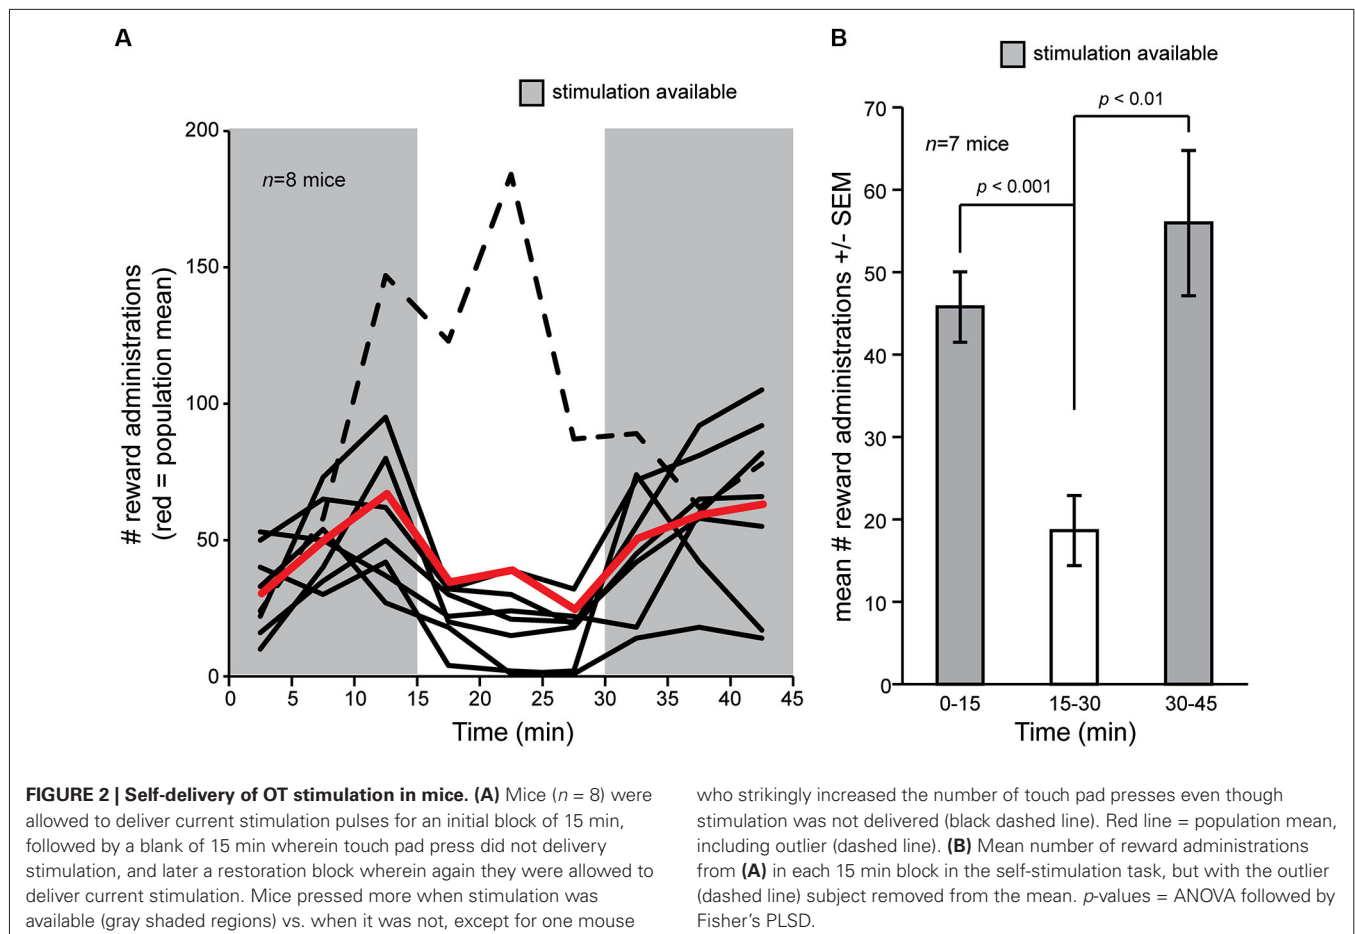 A
stimulation available
n=8 mice
# reward administrations
(red = population mean)
200
150
100
50
0
0 5 10 15 20 25 30 35 40 45
Time (min)
B
stimulation available
n=7 mice
p < 0.001
p < 0.01
mean # reward administrations +/- SEM
70
60
50
40
30
20
10
0
0-15 15-30 30-45
Time (min)
FIGURE 2 | Self-delivery of OT stimulation in mice. (A) Mice (n = 8) were
allowed to deliver current stimulation pulses for an initial block of 15 min,
followed by a blank of 15 min wherein touch pad press did not delivery
stimulation, and later a restoration block wherein again they were allowed to
deliver current stimulation. Mice pressed more when stimulation was
available (gray shaded regions) vs. when it was not, except for one mouse
who strikingly increased the number of touch pad presses even though
stimulation was not delivered (black dashed line). Red line = population mean,
including outlier (dashed line). (B) Mean number of reward administrations
from (A) in each 15 min block in the self-stimulation task, but with the outlier
(dashed line) subject removed from the mean. p-values = ANOVA followed by
Fisher's PLSD.